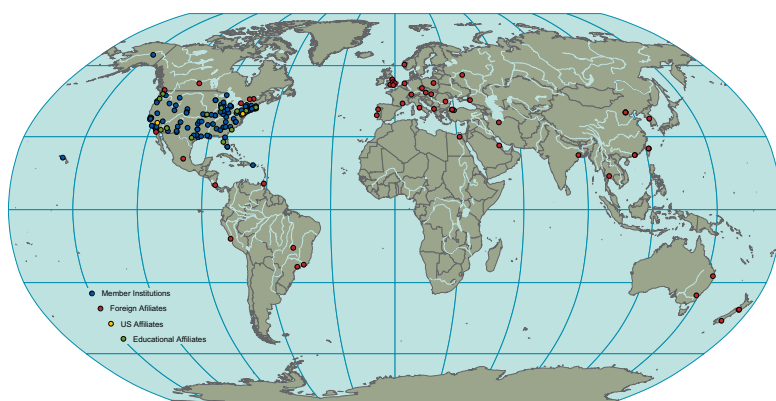 Member Institutions
Foreign Afiliates
US Affiliates
Educational Affiliates